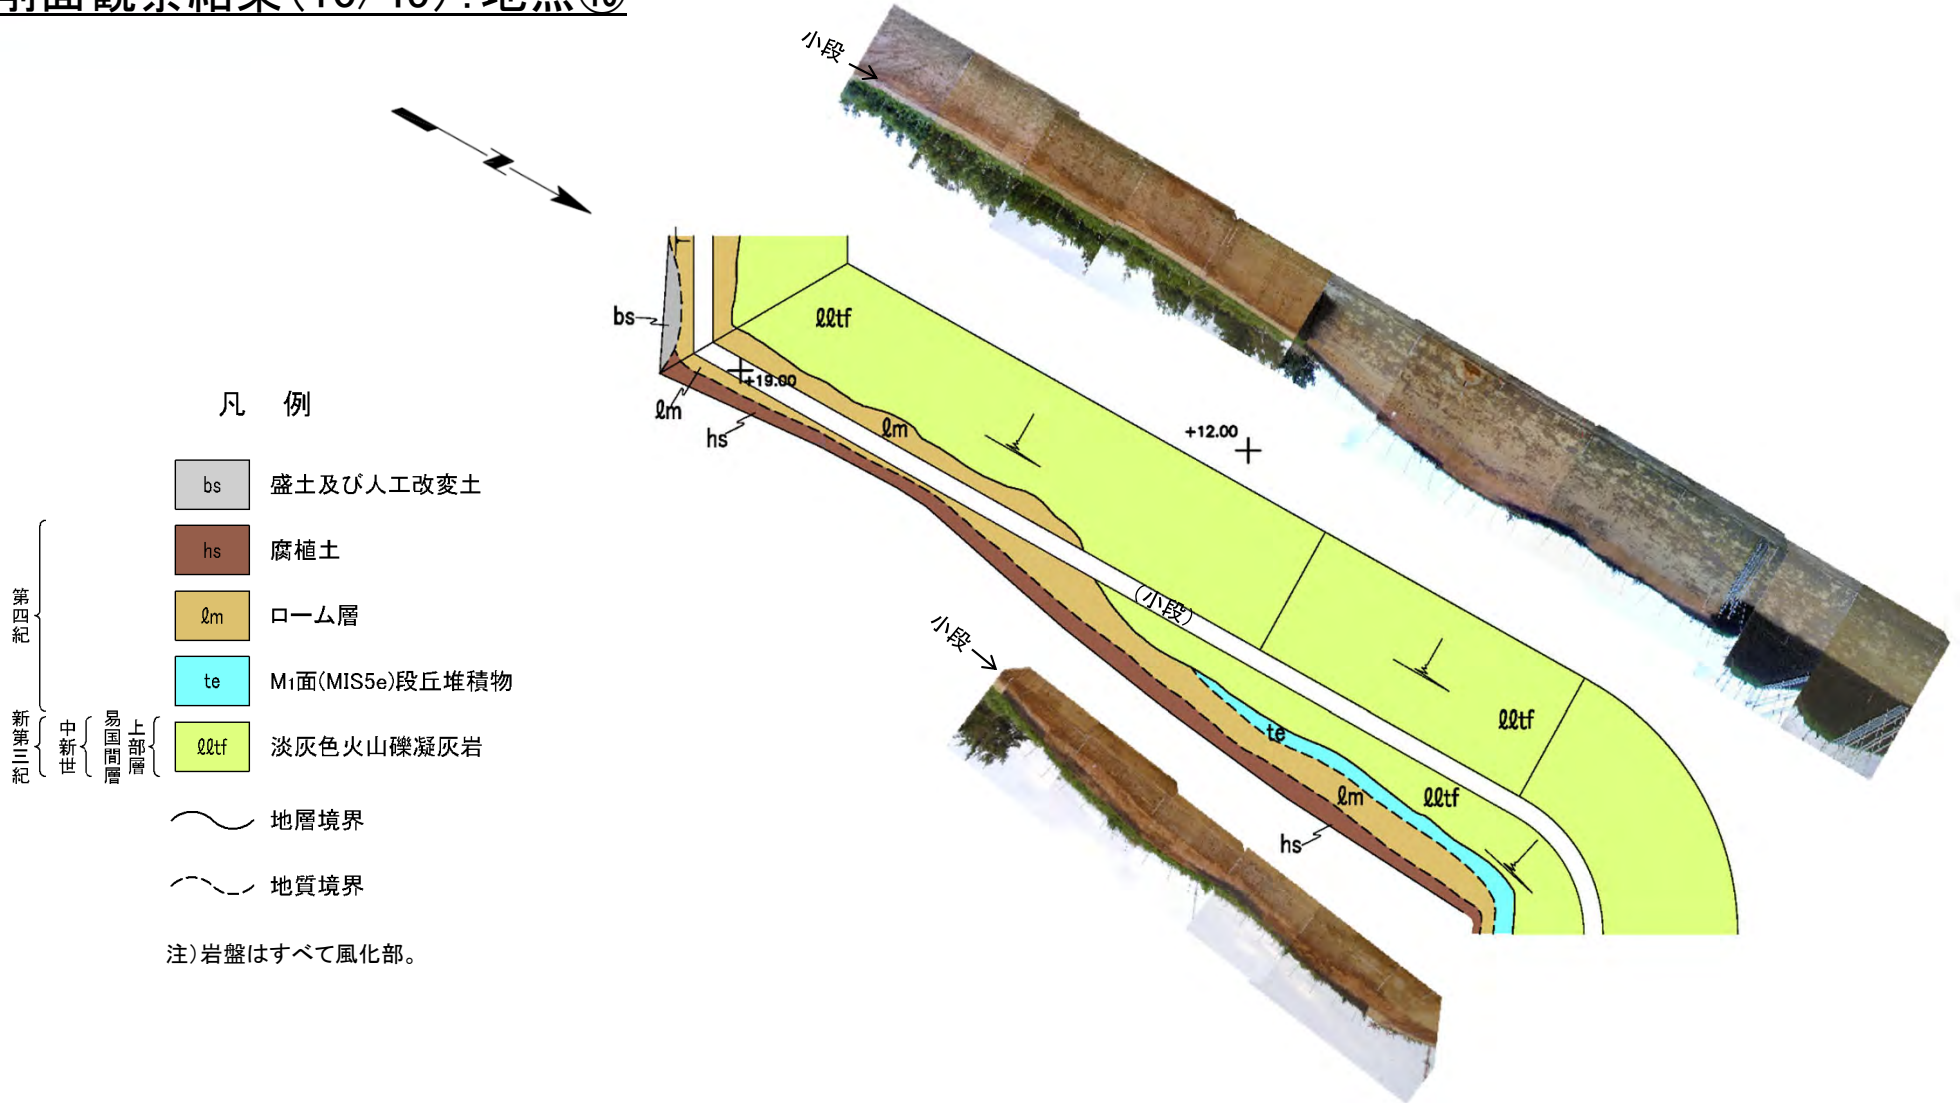 小段
bs
ℓℓtf
+19.00
ℓm
hs
ℓm
+12.00
(小段)
小段
te
ℓm
ℓℓtf
ℓℓtf
hs
凡 例
bs 盛土及び人工改変土
hs 腐植土
ℓm ローム層
te M1面(MIS5e)段丘堆積物
ℓℓtf 淡灰色火山礫凝灰岩
第四紀
新第三紀
中新世
易国間層
上部層
地層境界
地質境界
注)岩盤はすべて風化部。